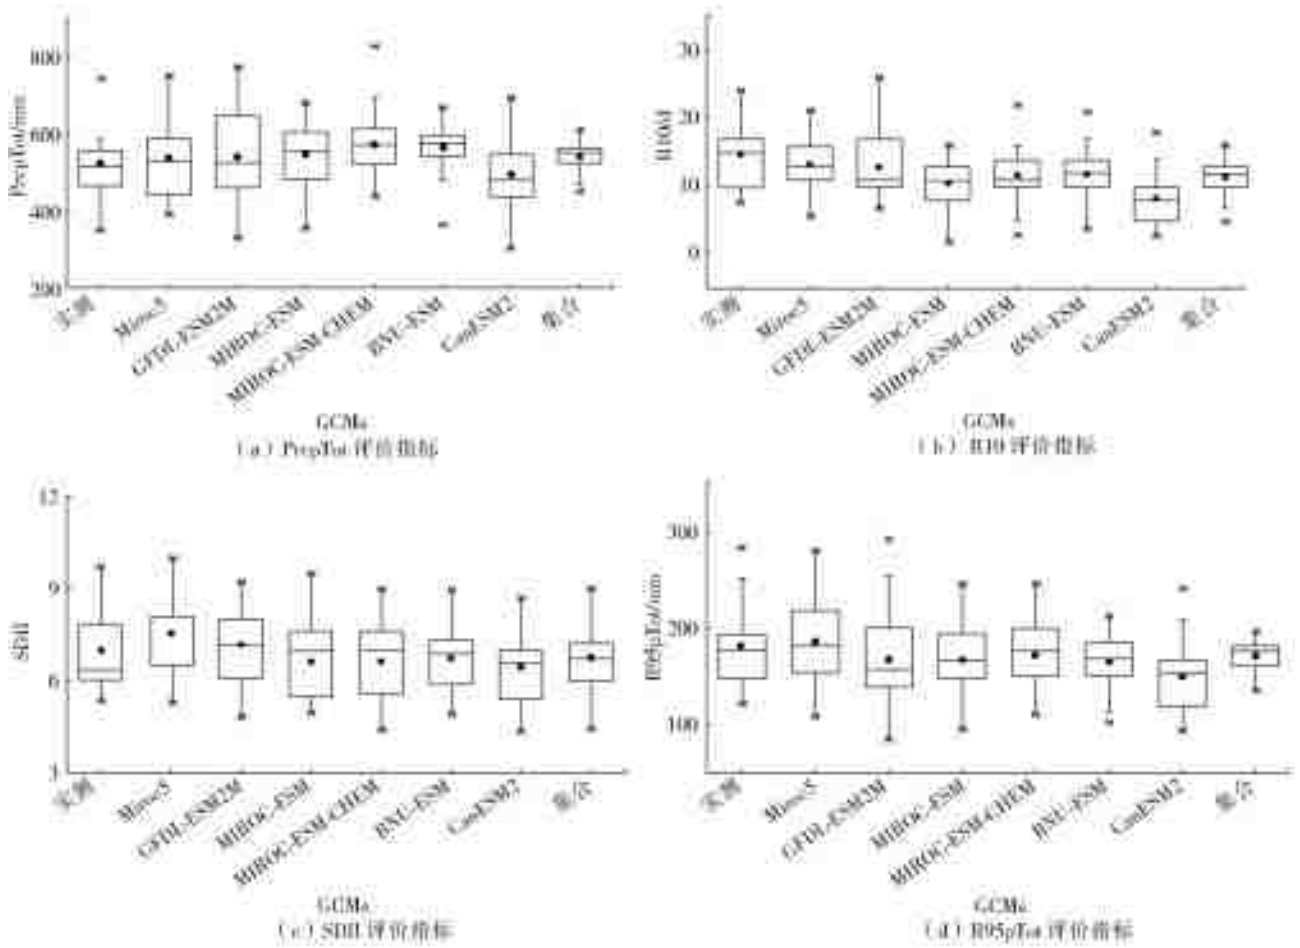 800
600
400
200
PrcpTot/mm
实测
Miroc5
GFDL-ESM2M
MIROC-ESM
MIROC-ESM-CHEM
BNU-ESM
CanESM2
集合
GCMs
(a) PrcpTot 评价指标
30
20
10
0
R10/d
实测
Miroc5
GFDL-ESM2M
MIROC-ESM
MIROC-ESM-CHEM
BNU-ESM
CanESM2
集合
GCMs
(b) R10 评价指标
12
9
6
3
SDII
实测
Miroc5
GFDL-ESM2M
MIROC-ESM
MIROC-ESM-CHEM
BNU-ESM
CanESM2
集合
GCMs
(c) SDII 评价指标
300
200
100
R95pTot/mm
实测
Miroc5
GFDL-ESM2M
MIROC-ESM
MIROC-ESM-CHEM
BNU-ESM
CanESM2
集合
GCMs
(d) R95pTot 评价指标